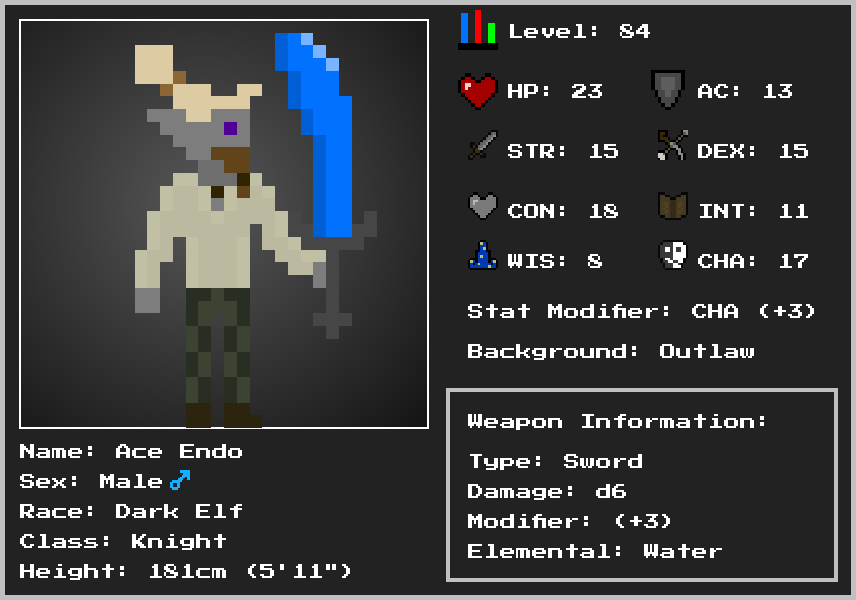 Level: 84
HP: 23 AC: 13
STR: 15 DEX: 15
CON: 18 INT: 11
WIS: 8 CHA: 17
Stat Modifier: CHA (+3)
Background: Outlaw
Weapon Information:
Type: Sword
Damage: d6
Modifier: (+3)
Elemental: Water
Name: Ace Endo
Sex: Male ♂
Race: Dark Elf
Class: Knight
Height: 181cm (5'11")